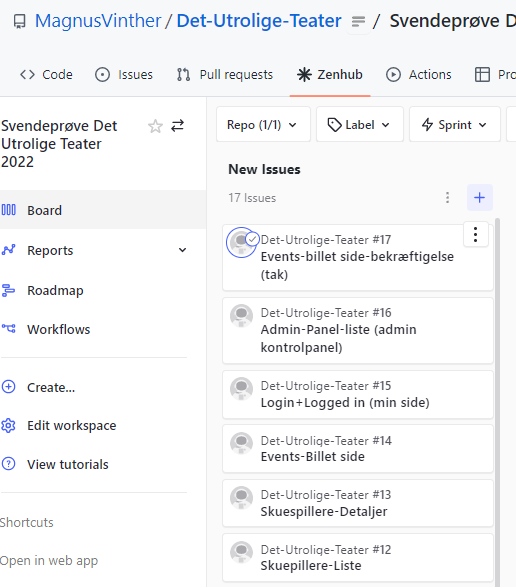 MagnusVinther / Det-Utrolige-Teater / Svendeprøve D
Code Issues Pull requests Zenhub Actions Pro
Svendeprøve Det
Utrolige Teater
2022
Board
Reports
Roadmap
Workflows
Create...
Edit workspace
View tutorials
Shortcuts
Open in web app
Repo (1/1) Label Sprint
New Issues
17 Issues
Det-Utrolige-Teater #17
Events-billet side-bekræftigelse
(tak)
Det-Utrolige-Teater #16
Admin-Panel-liste (admin
kontrolpanel)
Det-Utrolige-Teater #15
Login+Logged in (min side)
Det-Utrolige-Teater #14
Events-Billet side
Det-Utrolige-Teater #13
Skuespillere-Detaljer
Det-Utrolige-Teater #12
Skuepillere-Liste